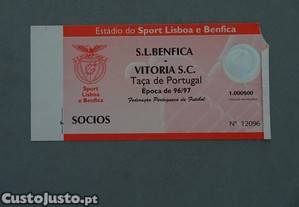 Estádio do Sport Lisboa e Benfica
S.L.BENFICA
-
VITORIA S.C.
Taça de Portugal
Época de 96/97
Federação Portuguesa de Futebol
Sport
Lisboa
e Benfica
1.000$00
SOCIOS
Nº 12096
CustoJusto.pt